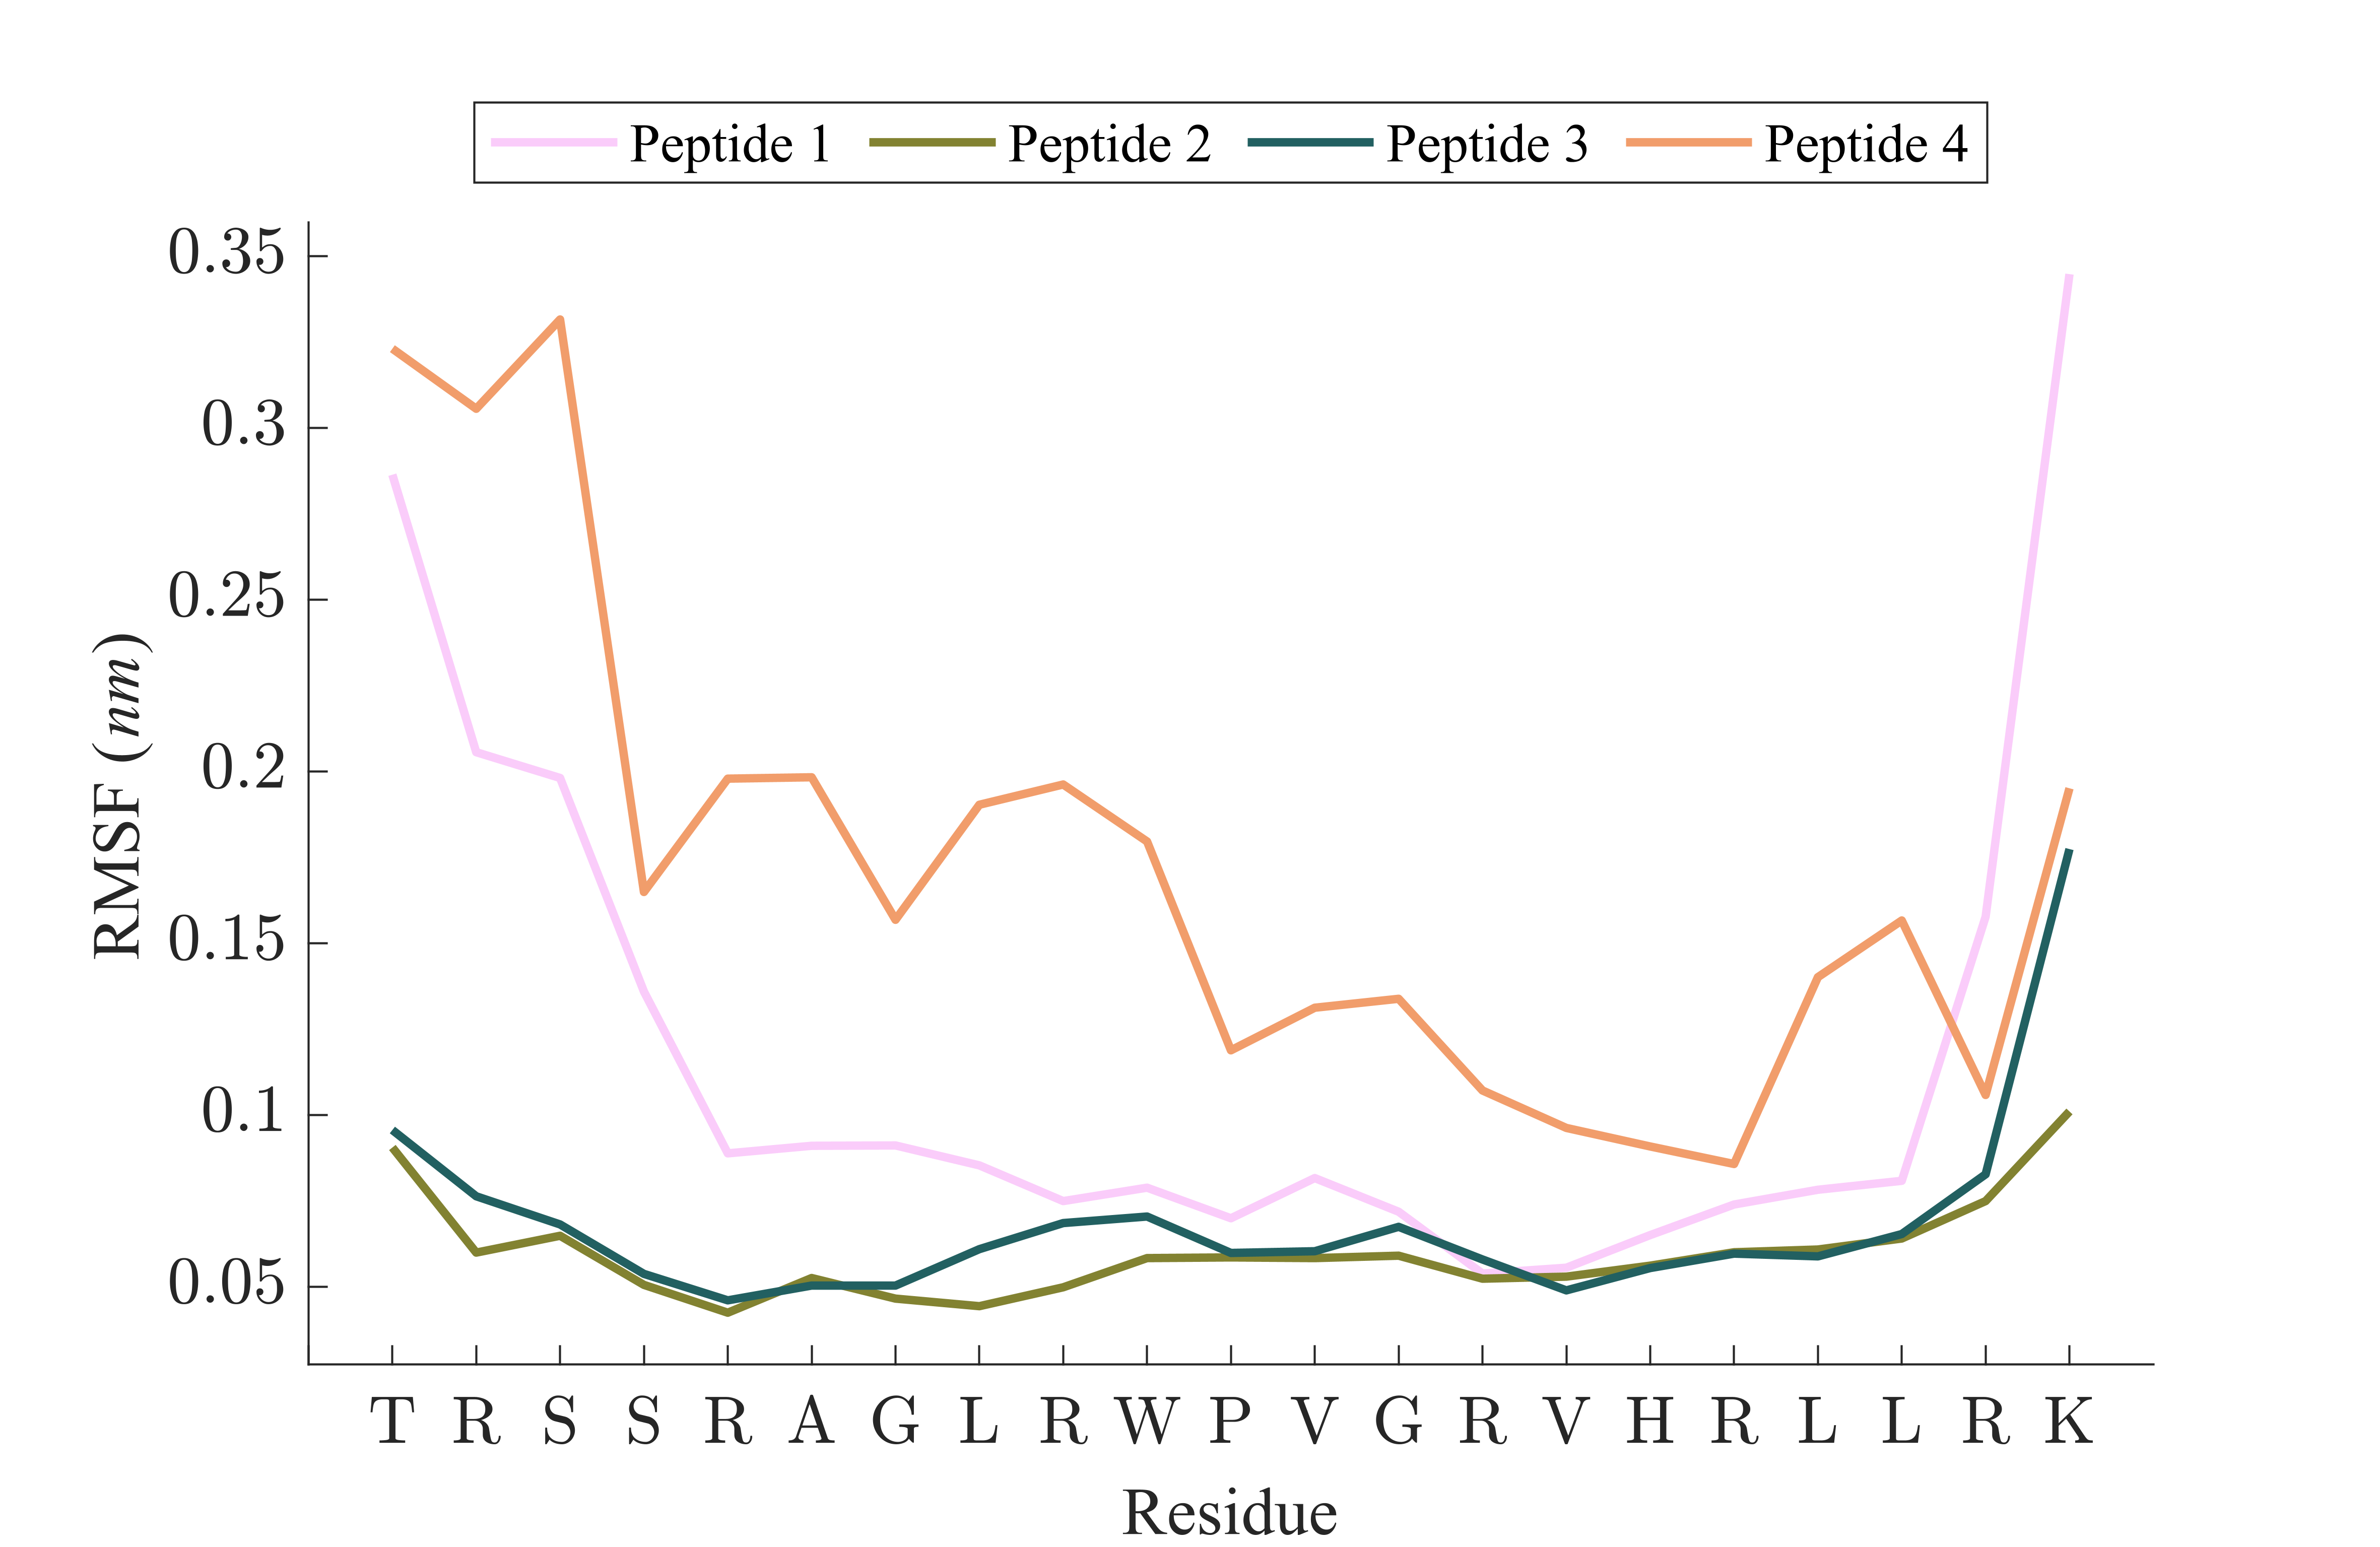 Peptide 1 Peptide 2 Peptide 3 Peptide 4
0.35
0.3
0.25
0.2
0.15
0.1
0.05
RMSF (nm)
T R S S R A G L R W P V G R V H R L L R K
Residue